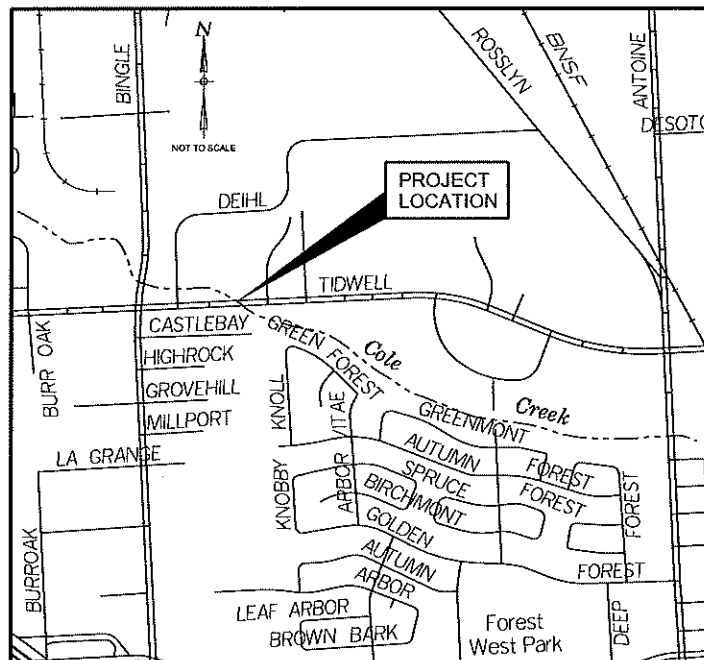 N
NOT TO SCALE
BINGLE
ROSSLYN
BNSF
ANTOINE
DESOTO
PROJECT
LOCATION
DEIHL
TIDWELL
CASTLEBAY
HIGHROCK
GROVEHILL
MILLPORT
LA GRANGE
BURR OAK
BURROAK
GREEN FOREST
Cole
Creek
KNOBBY KNOLL
ARBOR VITAE
GREENMONT
AUTUMN FOREST
SPRUCE FOREST
BIRCHMONT
GOLDEN FOREST
AUTUMN
ARBOR
LEAF ARBOR
BROWN BARK
Forest
West Park
DEEP FOREST